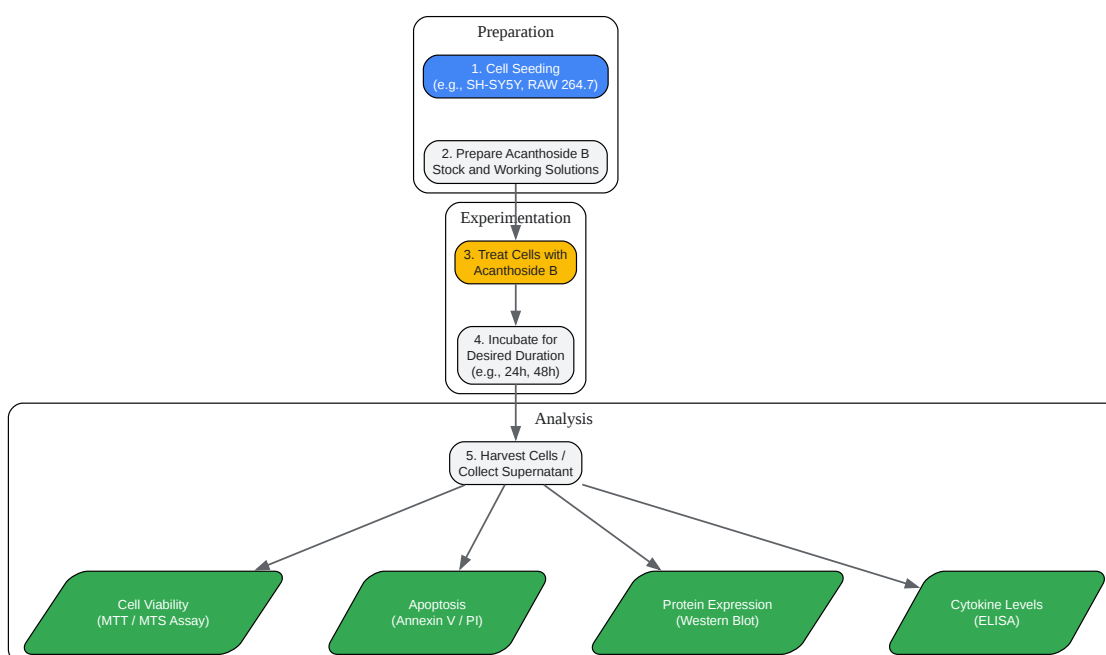 Preparation
1. Cell Seeding
(e.g., SH-SY5Y, RAW 264.7)
2. Prepare Acanthoside B
Stock and Working Solutions
Experimentation
3. Treat Cells with
Acanthoside B
4. Incubate for
Desired Duration
(e.g., 24h, 48h)
Analysis
5. Harvest Cells /
Collect Supernatant
Cell Viability
(MTT / MTS Assay)
Apoptosis
(Annexin V / PI)
Protein Expression
(Western Blot)
Cytokine Levels
(ELISA)